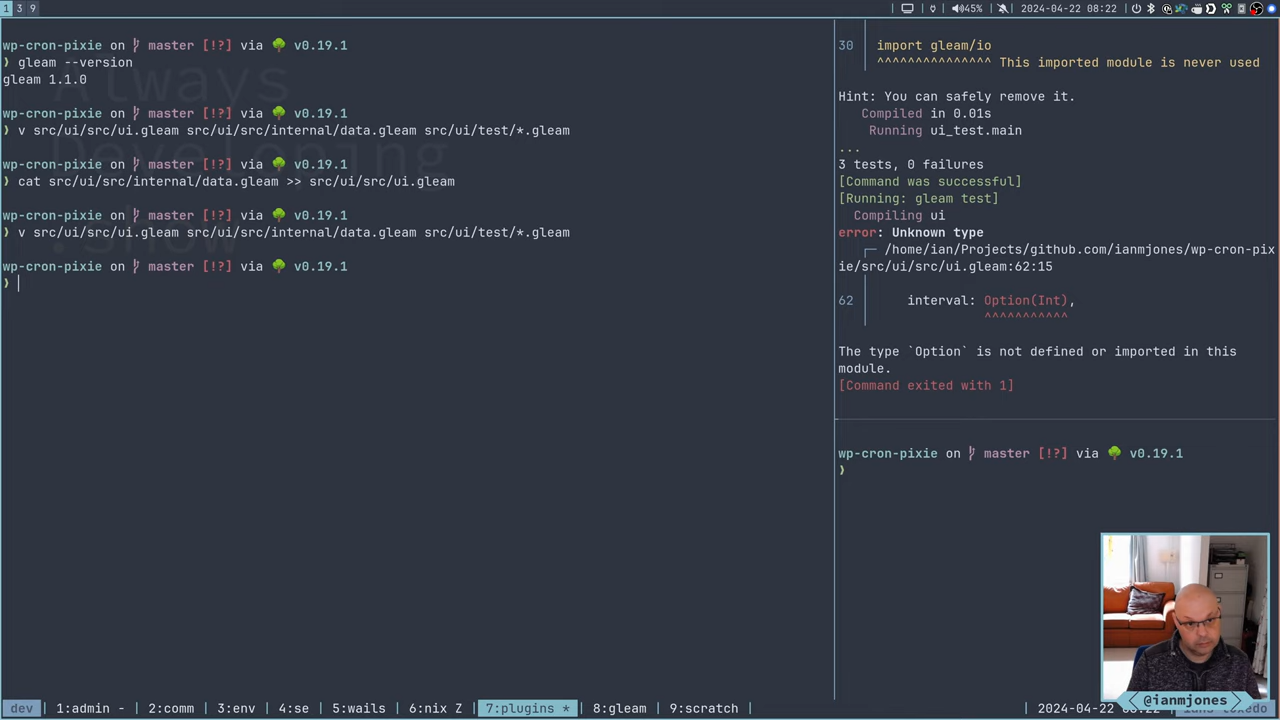 1 3 9
45% 2024-04-22 08:22
wp-cron-pixie on master [!?] via v0.19.1
❯ gleam --version
gleam 1.1.0
Always
wp-cron-pixie on master [!?] via v0.19.1
❯ v src/ui/src/ui.gleam src/ui/src/internal/data.gleam src/ui/test/*.gleam
Developing
wp-cron-pixie on master [!?] via v0.19.1
❯ cat src/ui/src/internal/data.gleam >> src/ui/src/ui.gleam
wp-cron-pixie on master [!?] via v0.19.1
❯ v src/ui/src/ui.gleam src/ui/src/internal/data.gleam src/ui/test/*.gleam
.show
wp-cron-pixie on master [!?] via v0.19.1
❯
30 │ import gleam/io
│ ^^^^^^^^^^^^^^^ This imported module is never used
Hint: You can safely remove it.
Compiled in 0.01s
Running ui_test.main
...
3 tests, 0 failures
[Command was successful]
[Running: gleam test]
Compiling ui
error: Unknown type
┌─ /home/ian/Projects/github.com/ianmjones/wp-cron-pix
ie/src/ui/src/ui.gleam:62:15
│
62 │ interval: Option(Int),
│ ^^^^^^^^^^^
The type `Option` is not defined or imported in this
module.
[Command exited with 1]
wp-cron-pixie on master [!?] via v0.19.1
❯
@ianmjones
dev | 1:admin - | 2:comm | 3:env | 4:se | 5:wails | 6:nix Z | 7:plugins * | 8:gleam | 9:scratch | | 2024-04-22 08:22